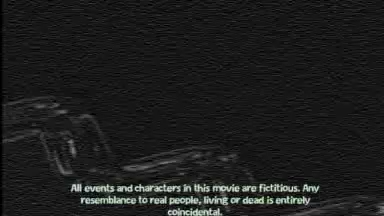 All events and characters in this movie are fictitious. Any
resemblance to real people, living or dead is entirely
coincidental.